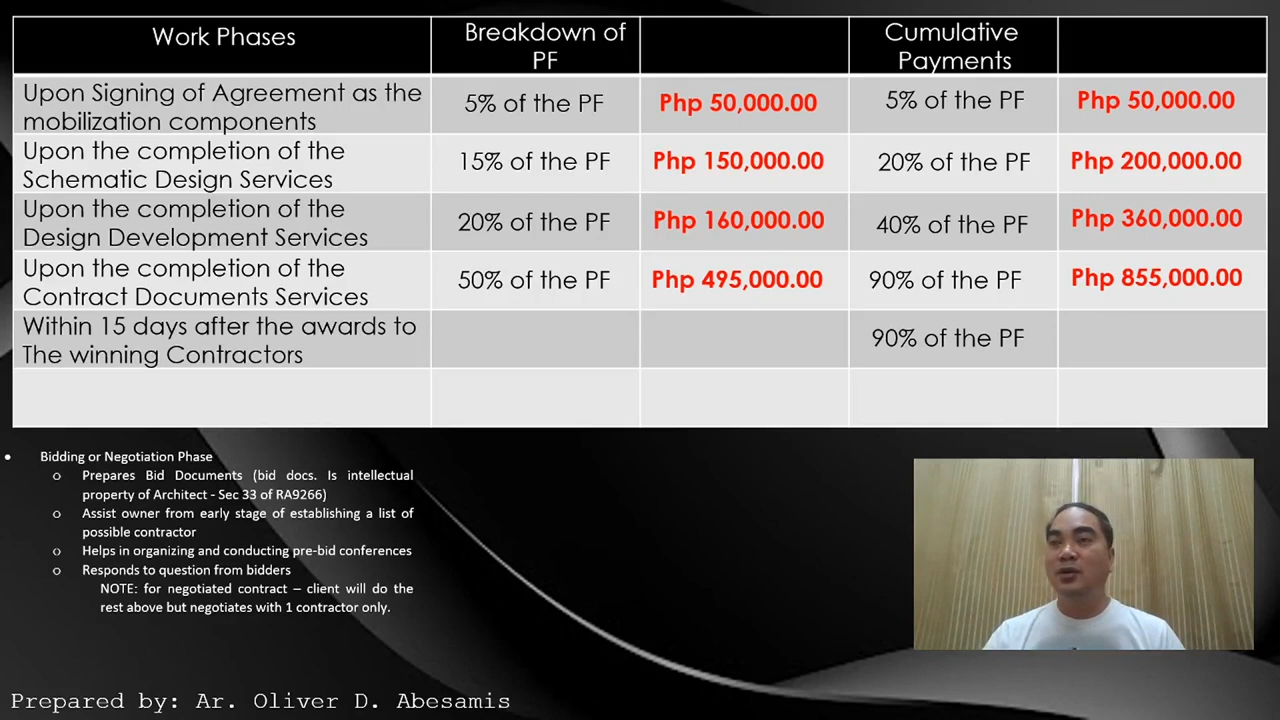 Work Phases
Breakdown of
PF
Cumulative
Payments
Upon Signing of Agreement as the
mobilization components
5% of the PF
Php 50,000.00
5% of the PF
Php 50,000.00
Upon the completion of the
Schematic Design Services
15% of the PF
Php 150,000.00
20% of the PF
Php 200,000.00
Upon the completion of the
Design Development Services
20% of the PF
Php 160,000.00
40% of the PF
Php 360,000.00
Upon the completion of the
Contract Documents Services
50% of the PF
Php 495,000.00
90% of the PF
Php 855,000.00
Within 15 days after the awards to
The winning Contractors
90% of the PF
• Bidding or Negotiation Phase
o Prepares Bid Documents (bid docs. Is intellectual
property of Architect - Sec 33 of RA9266)
o Assist owner from early stage of establishing a list of
possible contractor
o Helps in organizing and conducting pre-bid conferences
o Responds to question from bidders
NOTE: for negotiated contract – client will do the
rest above but negotiates with 1 contractor only.
Prepared by: Ar. Oliver D. Abesamis